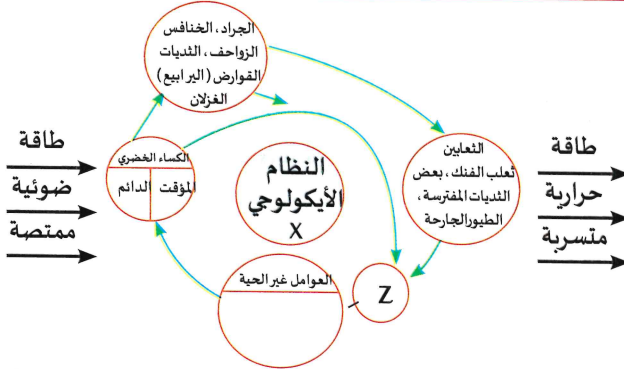 الجراد، الخنافس
الزواحف، الثديات
القوارض (اليرابيع)
الغزلان
طاقة
ضوئية
ممتصة
الكساء الخضري
المؤقت
الدائم
النظام
الأيكولوجي
X
الثعابين
ثعلب الفنك، بعض
الثديات المفترسة،
الطيور الجارحة
طاقة
حرارية
متسربة
العوامل غير الحية
Z